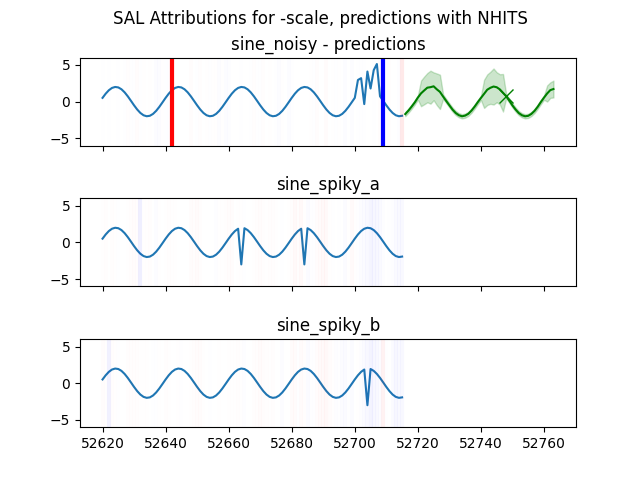 SAL Attributions for -scale, predictions with NHITS
sine_noisy - predictions
5
0
−5
sine_spiky_a
5
0
−5
sine_spiky_b
5
0
−5
52620 52640 52660 52680 52700 52720 52740 52760